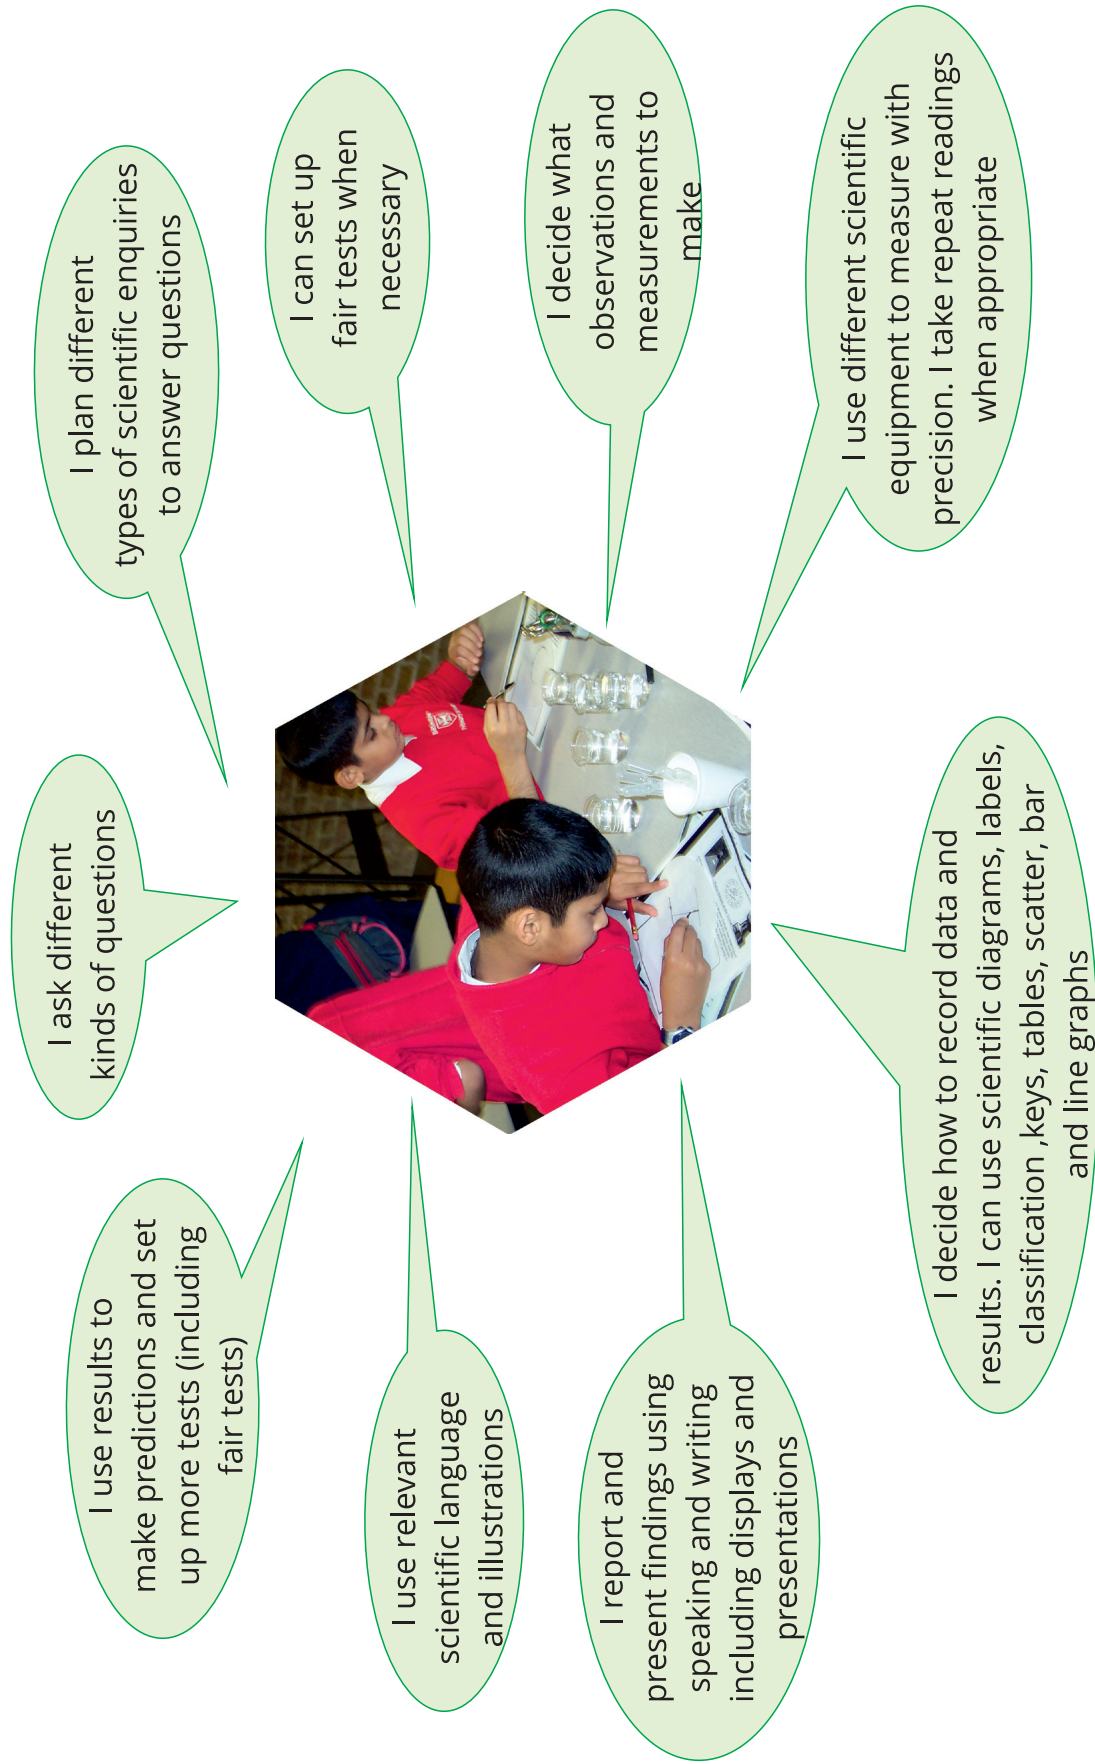 I ask different
kinds of questions
I plan different
types of scientific enquiries
to answer questions
I can set up
fair tests when
necessary
I decide what
observations and
measurements to
make
I use different scientific
equipment to measure with
precision. I take repeat readings
when appropriate
I decide how to record data and
results. I can use scientific diagrams, labels,
classification ,keys, tables, scatter, bar
and line graphs
I report and
present findings using
speaking and writing
including displays and
presentations
I use relevant
scientific language
and illustrations
I use results to
make predictions and set
up more tests (including
fair tests)